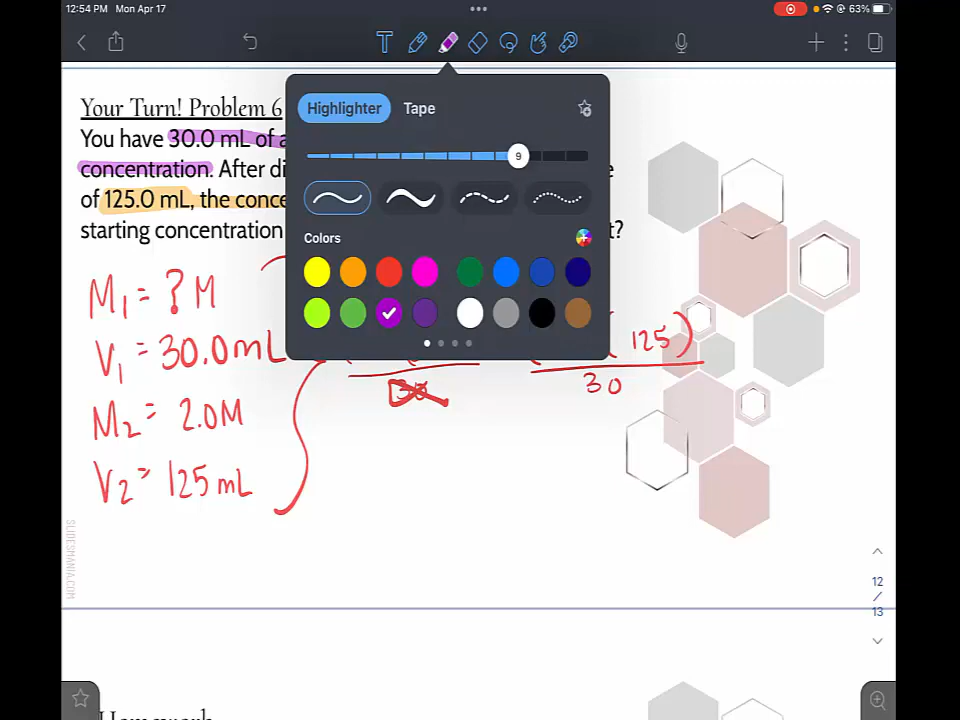 12:54 PM Mon Apr 17
63%
T
Your Turn! Problem 6
You have 30.0 mL of a
concentration. After di
of 125.0 mL, the conce
starting concentration t?
Highlighter Tape
9
Colors
M₁ = ? M
V₁ = 30.0mL
M₂ = 2.0M
V₂ = 125 mL
( 125)
30
30
SLIDESMANIA.COM
12
/
13
Homework